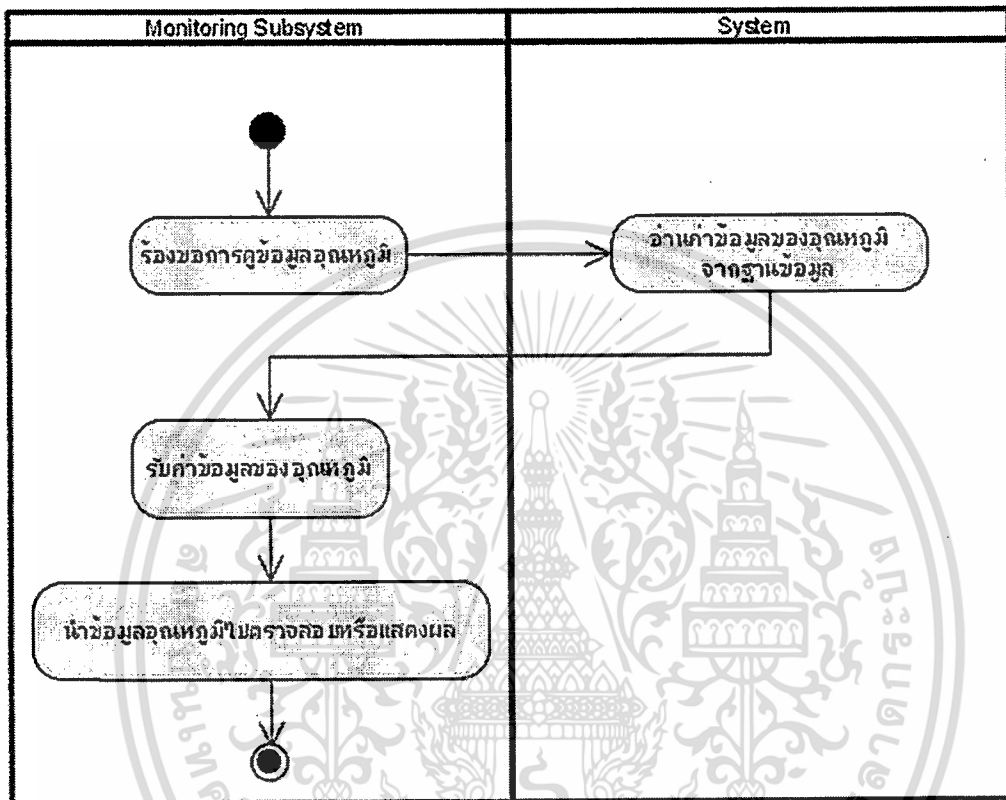 Monitoring Subsystem
System
ร้องขอการดูข้อมูลอุณหภูมิ
อ่านค่าข้อมูลของอุณหภูมิ
จากฐานข้อมูล
รับค่าข้อมูลของอุณหภูมิ
นำข้อมูลอุณหภูมิไปตรวจสอบหรือแสดงผล